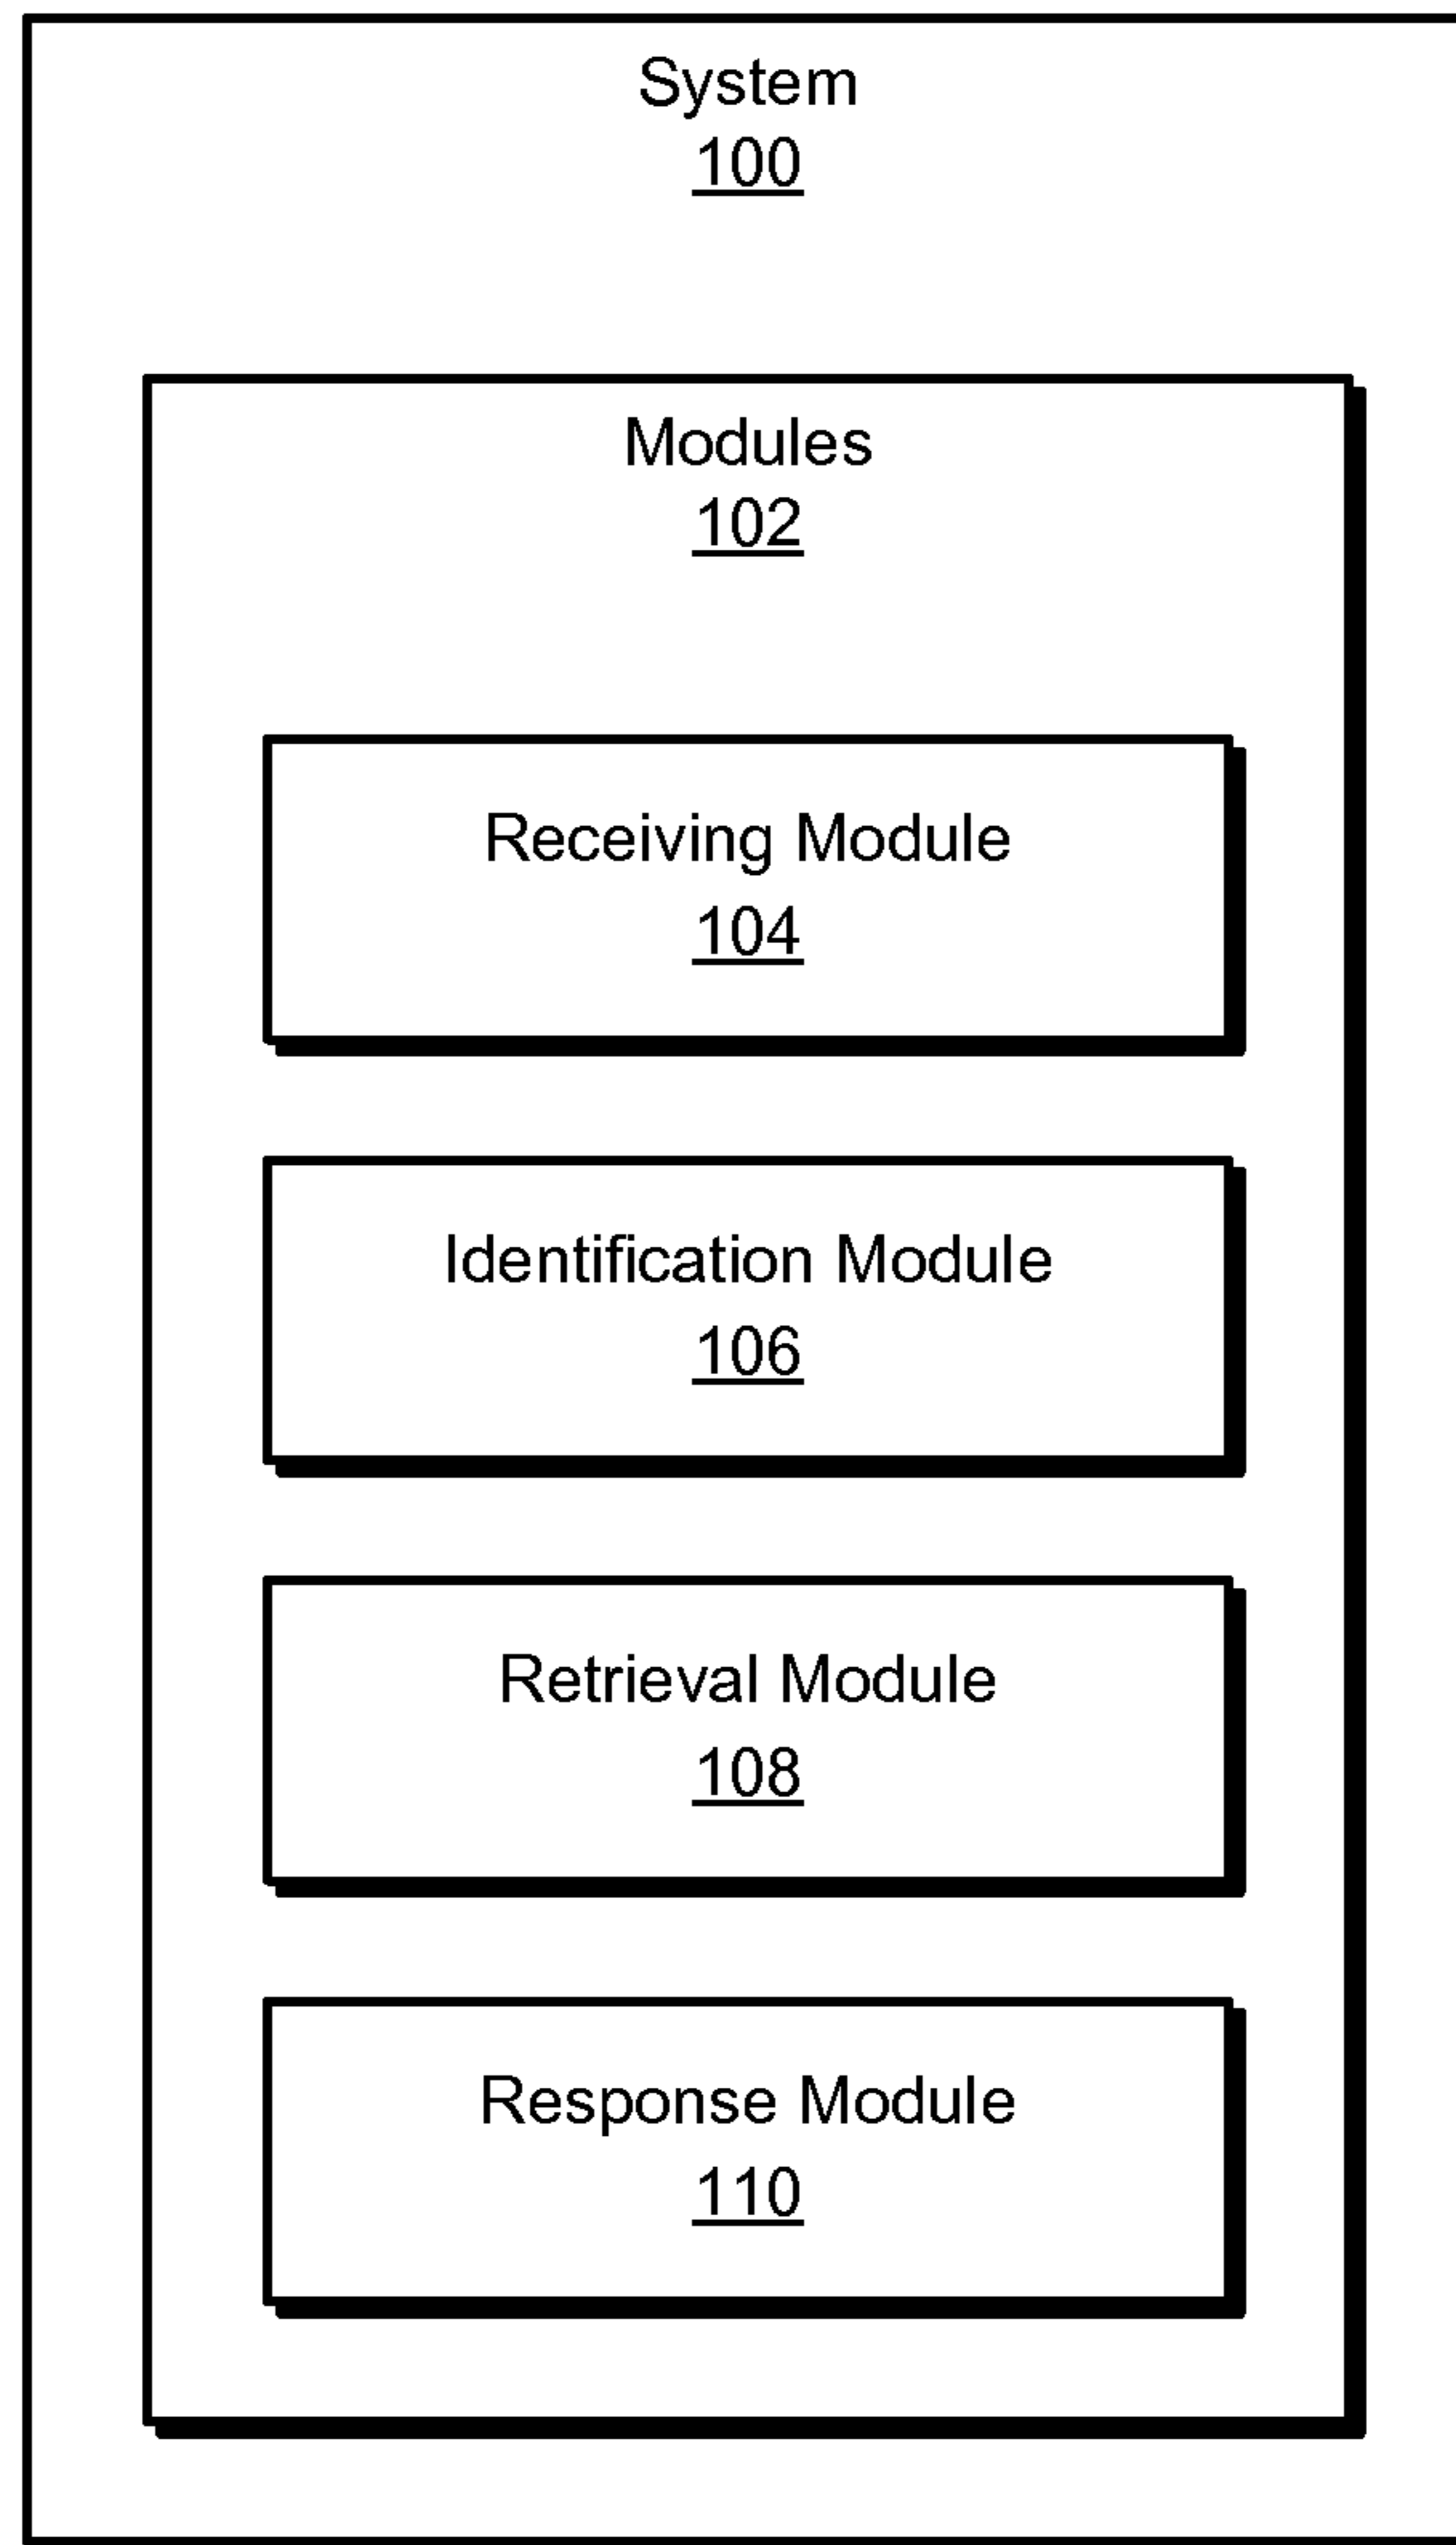 System
100
Modules
102
Receiving Module
104
Identification Module
106
Retrieval Module
108
Response Module
110